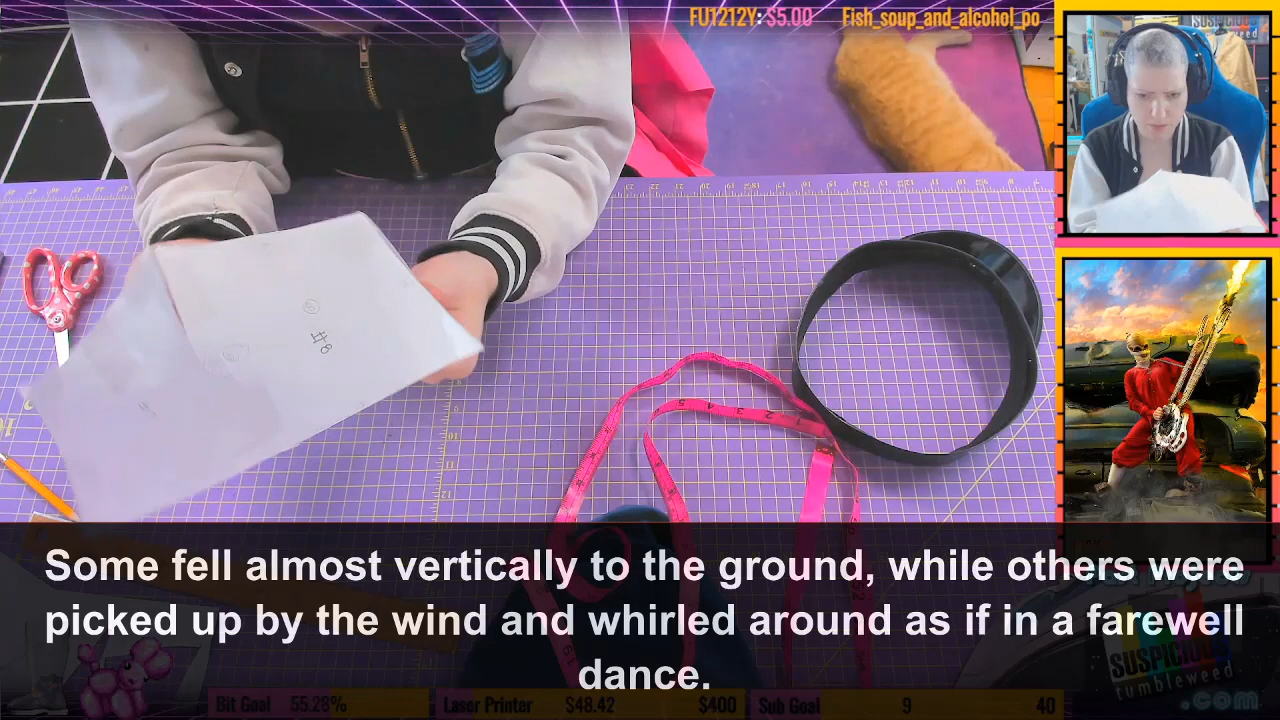 FU1212Y: $5.00 Fish_soup_and_alcohol_po
#8
Some fell almost vertically to the ground, while others were
picked up by the wind and whirled around as if in a farewell
dance.
SUSPICIOUS
tumbleweed
.com
Bit Goal 55.28% Laser Printer $48.42 $400 Sub Goal 9 40